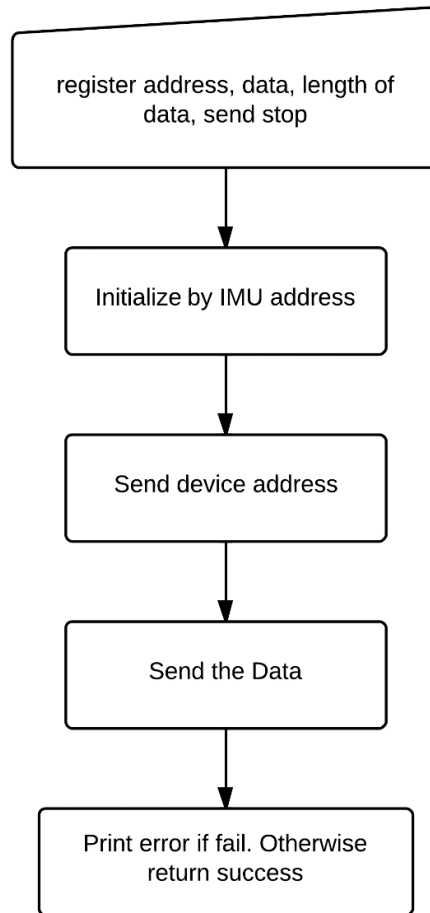 register address, data, length of
data, send stop
Initialize by IMU address
Send device address
Send the Data
Print error if fail. Otherwise
return success